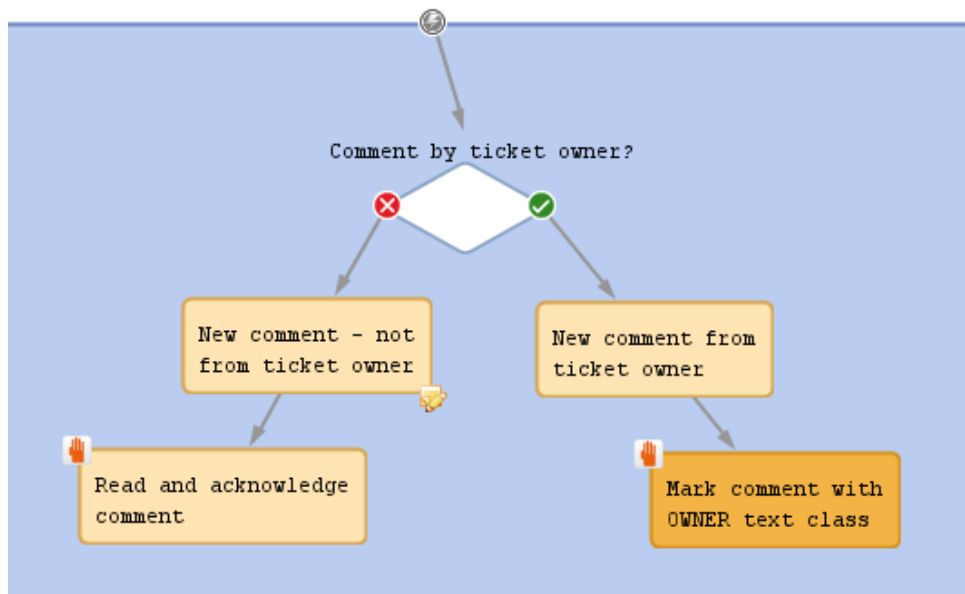 Comment by ticket owner?
New comment - not
from ticket owner
New comment from
ticket owner
Read and acknowledge
comment
Mark comment with
OWNER text class